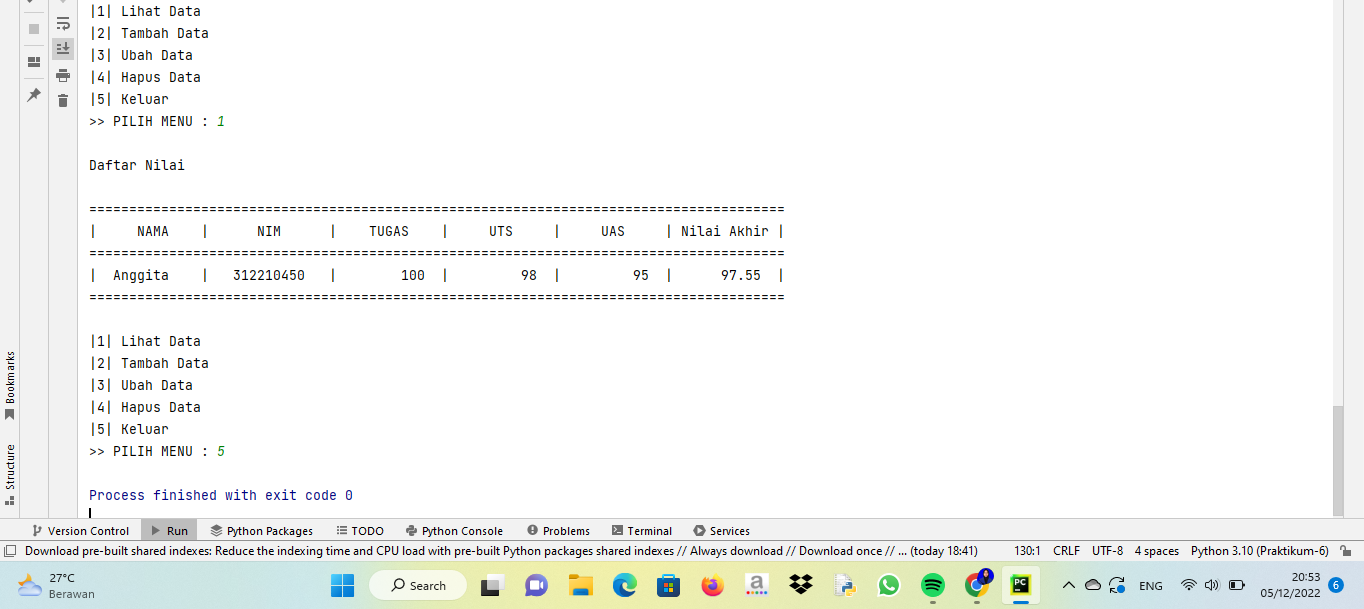 |1| Lihat Data
|2| Tambah Data
|3| Ubah Data
|4| Hapus Data
|5| Keluar
>> PILIH MENU : 1
Daftar Nilai
=======================================================================================
|     NAMA    |      NIM      |    TUGAS    |     UTS     |     UAS     | Nilai Akhir |
=======================================================================================
|  Anggita    |   312210450   |        100  |         98  |         95  |      97.55  |
=======================================================================================
|1| Lihat Data
|2| Tambah Data
|3| Ubah Data
|4| Hapus Data
|5| Keluar
>> PILIH MENU : 5
Process finished with exit code 0
Bookmarks
Structure
Version Control Run Python Packages TODO Python Console Problems Terminal Services
Download pre-built shared indexes: Reduce the indexing time and CPU load with pre-built Python packages shared indexes // Always download // Download once // ... (today 18:41) 130:1 CRLF UTF-8 4 spaces Python 3.10 (Praktikum-6)
27°C
Berawan
Search
a
PC
ENG
20:53
05/12/2022
6